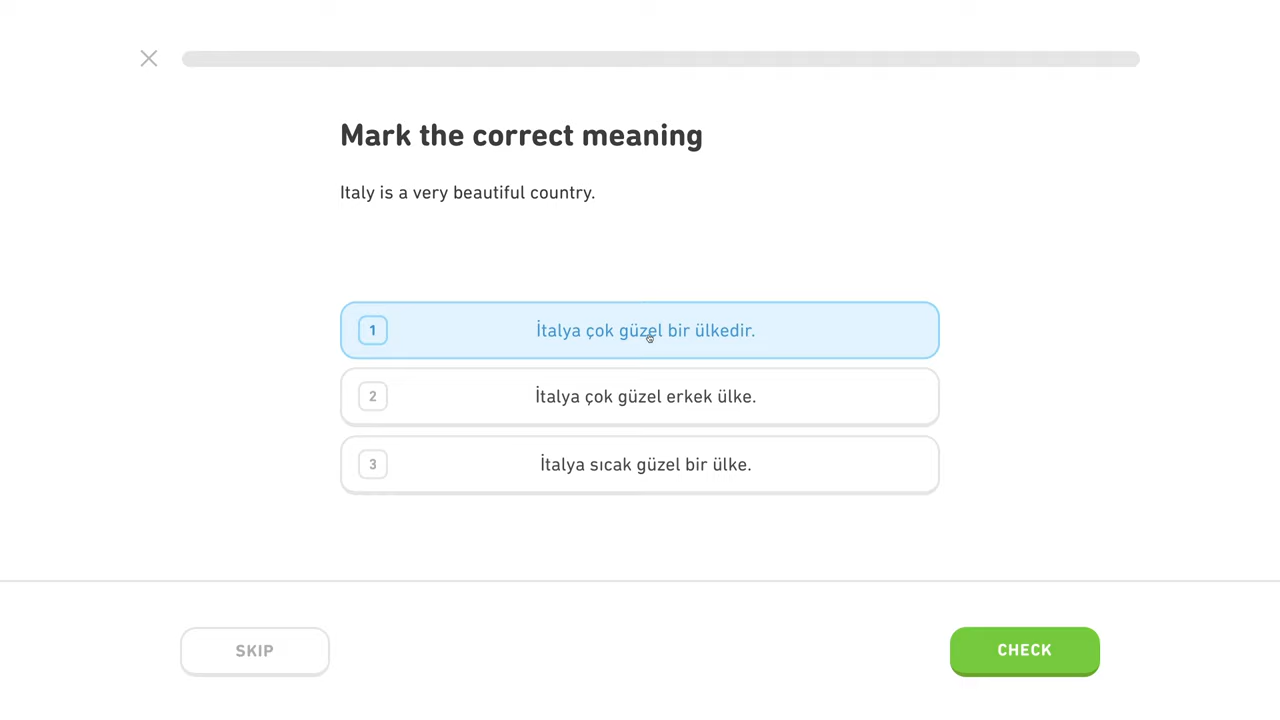 Mark the correct meaning
Italy is a very beautiful country.
1 İtalya çok güzel bir ülkedir.
2 İtalya çok güzel erkek ülke.
3 İtalya sıcak güzel bir ülke.
SKIP
CHECK